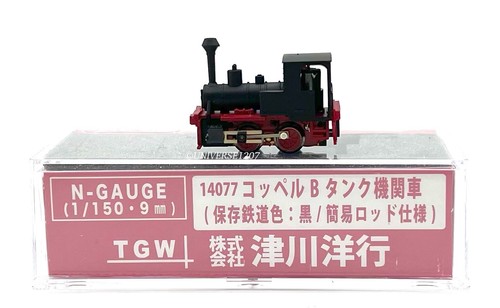 UNIVERSE1207
N-GAUGE
(1/150・9㎜)
14077 コッペル B タンク機関車
(保存鉄道色：黒/簡易ロッド仕様)
TGW
株式会社 津川洋行